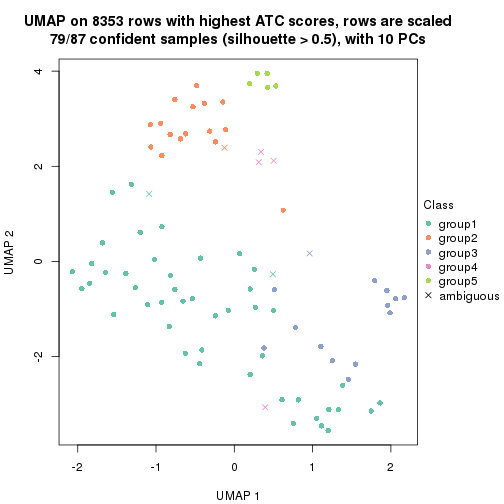 UMAP on 8353 rows with highest ATC scores, rows are scaled
79/87 confident samples (silhouette > 0.5), with 10 PCs
4
2
0
-2
UMAP 2
-2
-1
0
1
2
UMAP 1
Class
group1
group2
group3
group4
group5
ambiguous